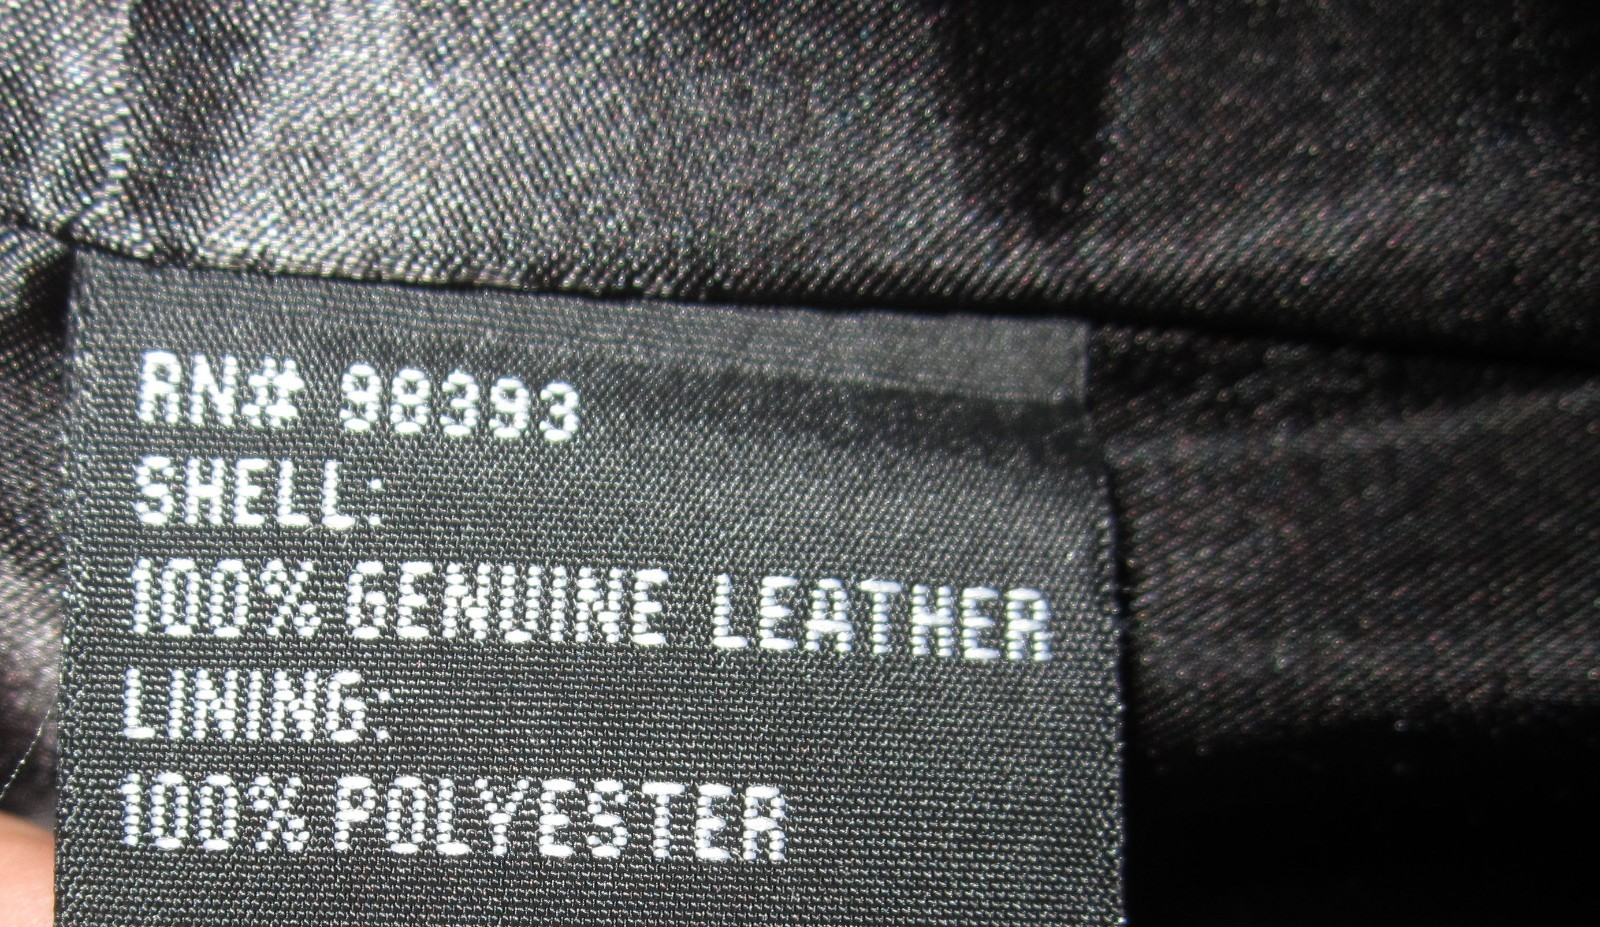 RN# 98393
SHELL:
100% GENUINE LEATHER
LINING:
100% POLYESTER